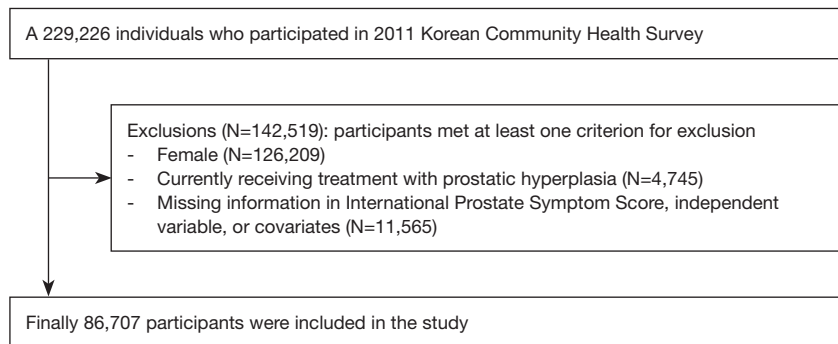 A 229,226 individuals who participated in 2011 Korean Community Health Survey
Exclusions (N=142,519): participants met at least one criterion for exclusion
- Female (N=126,209)
- Currently receiving treatment with prostatic hyperplasia (N=4,745)
- Missing information in International Prostate Symptom Score, independent
variable, or covariates (N=11,565)
Finally 86,707 participants were included in the study